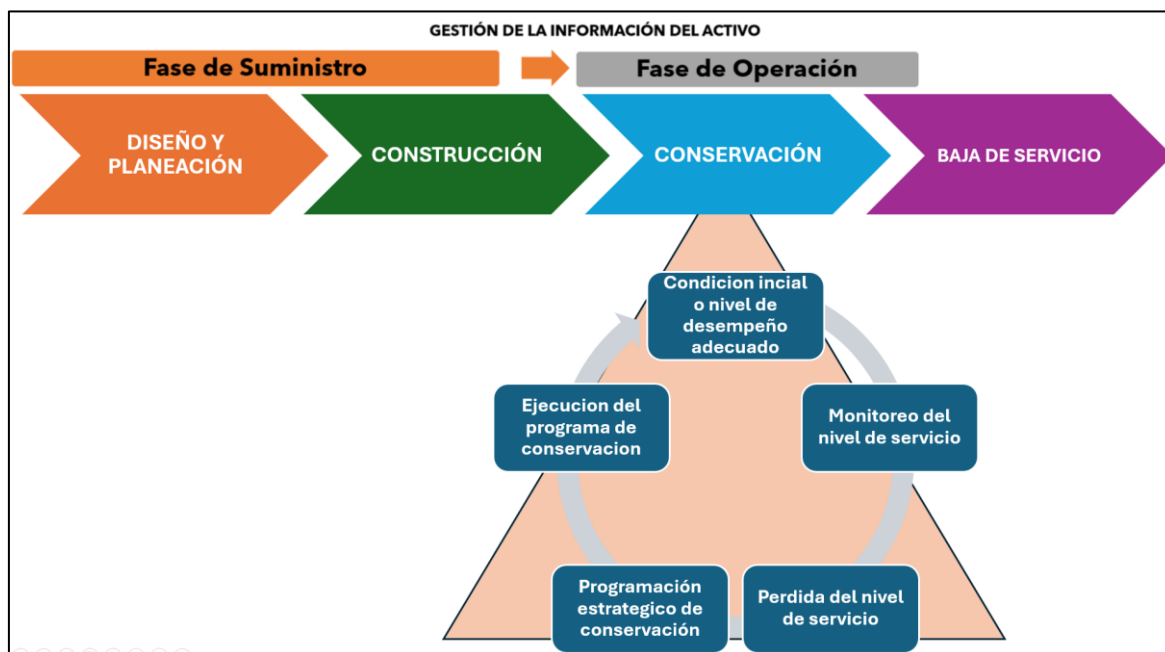 GESTIÓN DE LA INFORMACIÓN DEL ACTIVO
Fase de Suministro
Fase de Operación
DISEÑO Y
PLANEACIÓN
CONSTRUCCIÓN
CONSERVACIÓN
BAJA DE SERVICIO
Condicion incial
o nivel de
desempeño
adecuado
Monitoreo del
nivel de servicio
Perdida del nivel
de servicio
Programación
estrategico de
conservación
Ejecucion del
programa de
conservacion